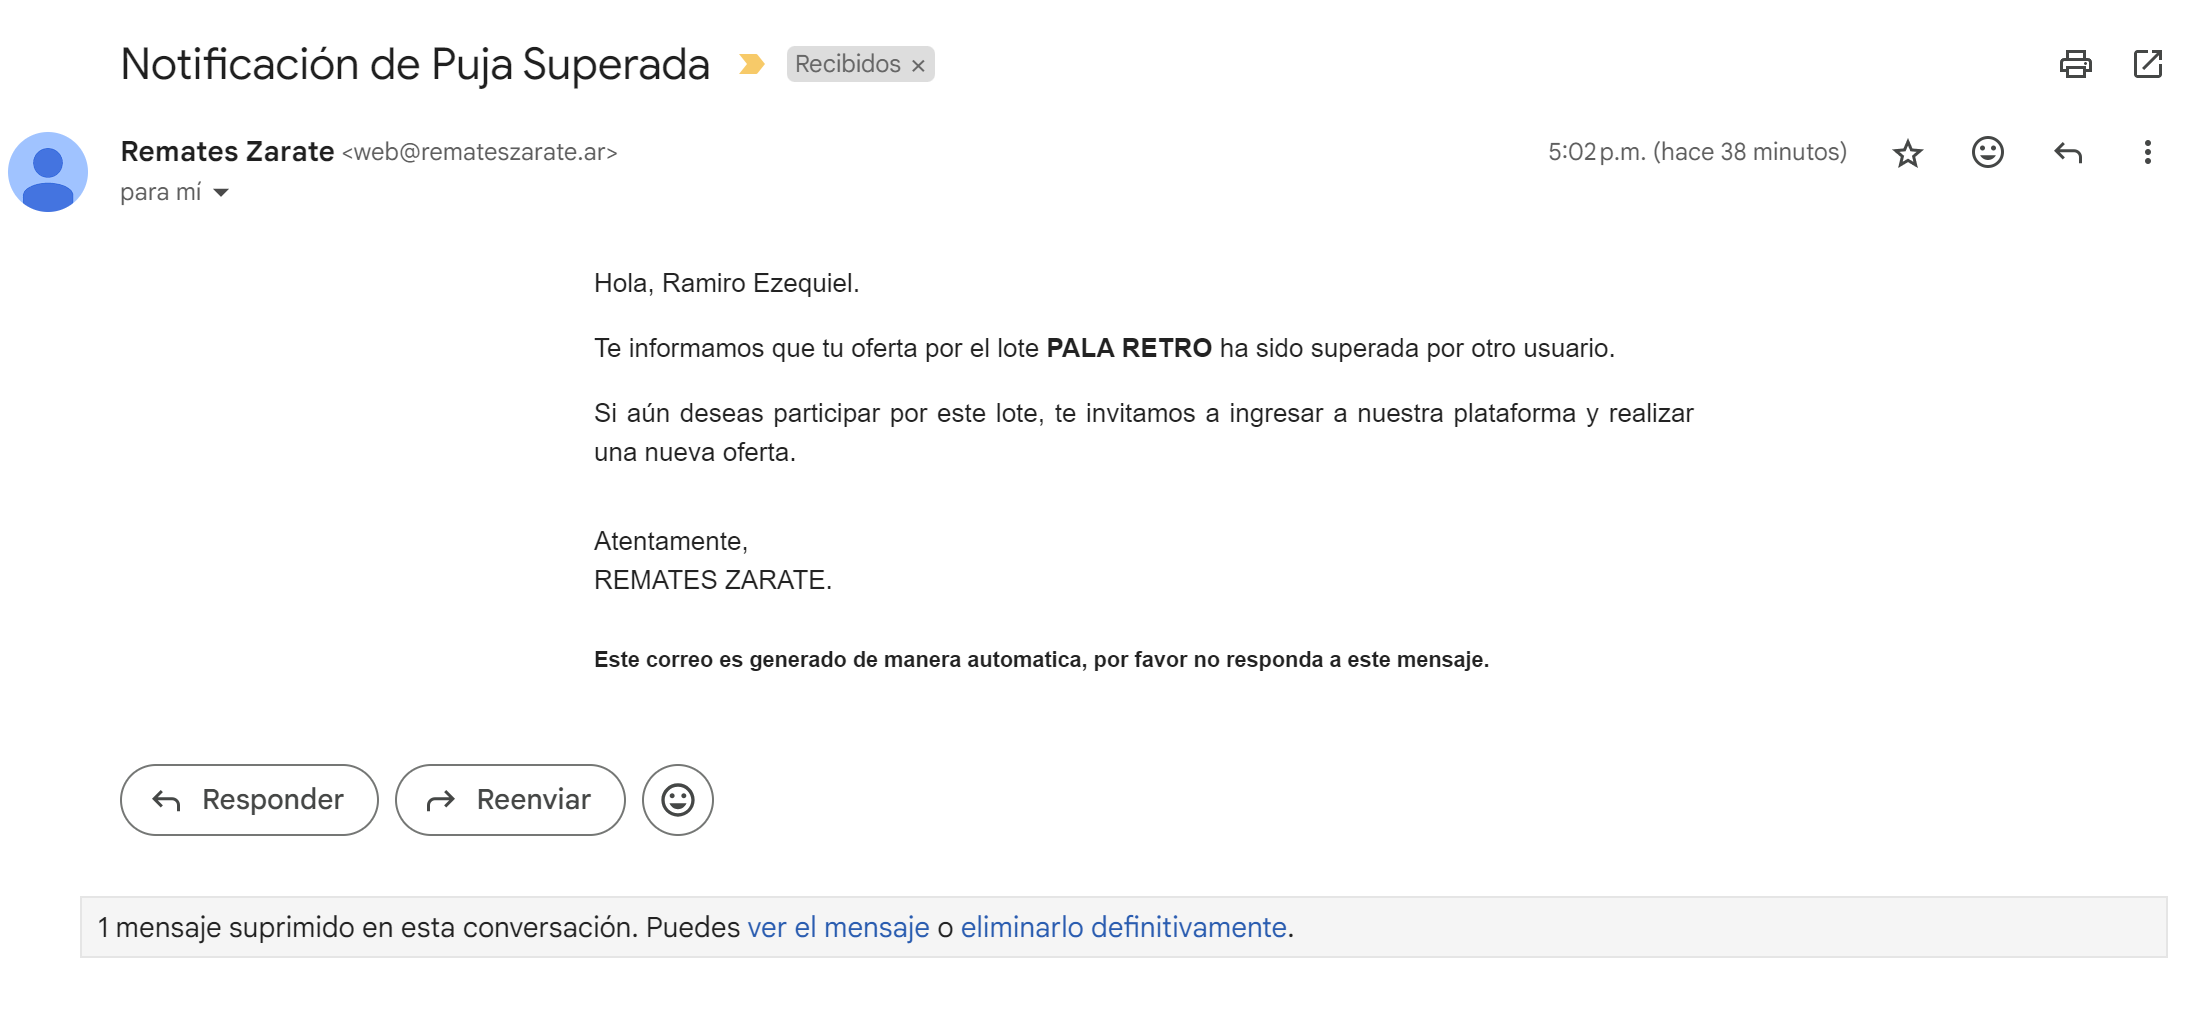 Notificación de Puja Superada
Recibidos ×
Remates Zarate <web@remateszarate.ar>
5:02 p.m. (hace 38 minutos)
para mí
Hola, Ramiro Ezequiel.
Te informamos que tu oferta por el lote PALA RETRO ha sido superada por otro usuario.
Si aún deseas participar por este lote, te invitamos a ingresar a nuestra plataforma y realizar
una nueva oferta.
Atentamente,
REMATES ZARATE.
Este correo es generado de manera automatica, por favor no responda a este mensaje.
Responder
Reenviar
1 mensaje suprimido en esta conversación. Puedes ver el mensaje o eliminarlo definitivamente.